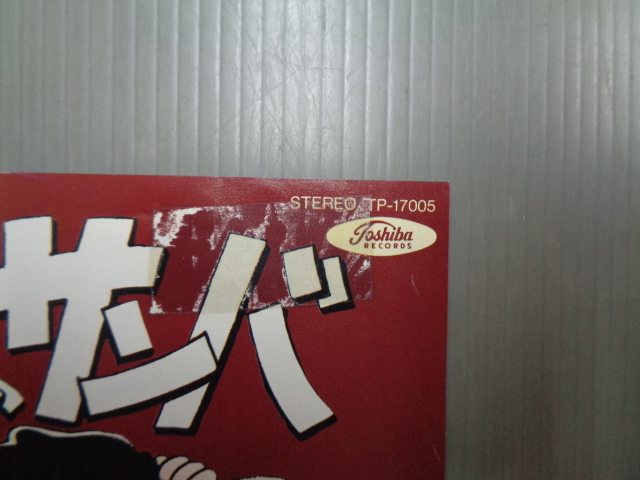 STEREO TP-17005
Toshiba
RECORDS
、サンバ